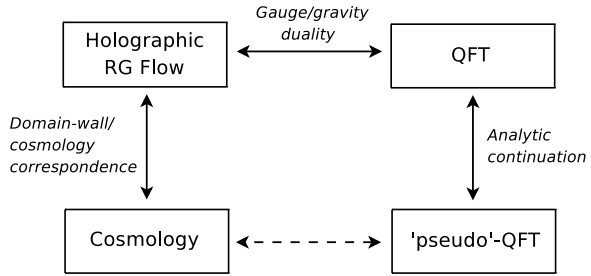 Gauge/gravity
duality
Holographic
RG Flow
QFT
Domain-wall/
cosmology
correspondence
Analytic
continuation
Cosmology
'pseudo'-QFT